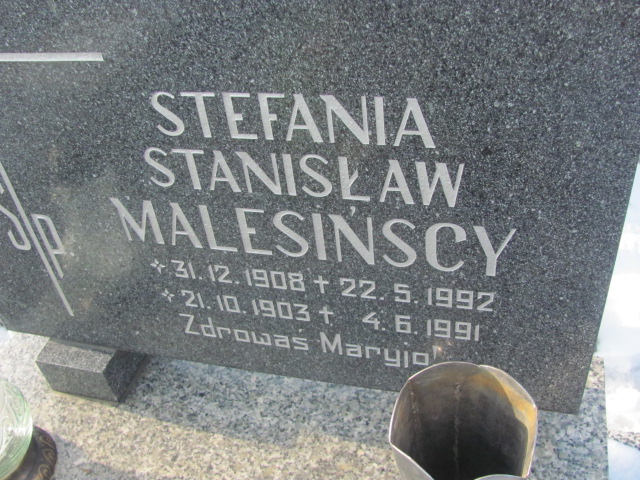 Ś P.
STEFANIA
STANISŁAW
MALESIŃSCY
* 31. 12. 1908 † 22. 5. 1992
* 21. 10. 1903 † 4. 6. 1991
Zdrowaś Maryjo!